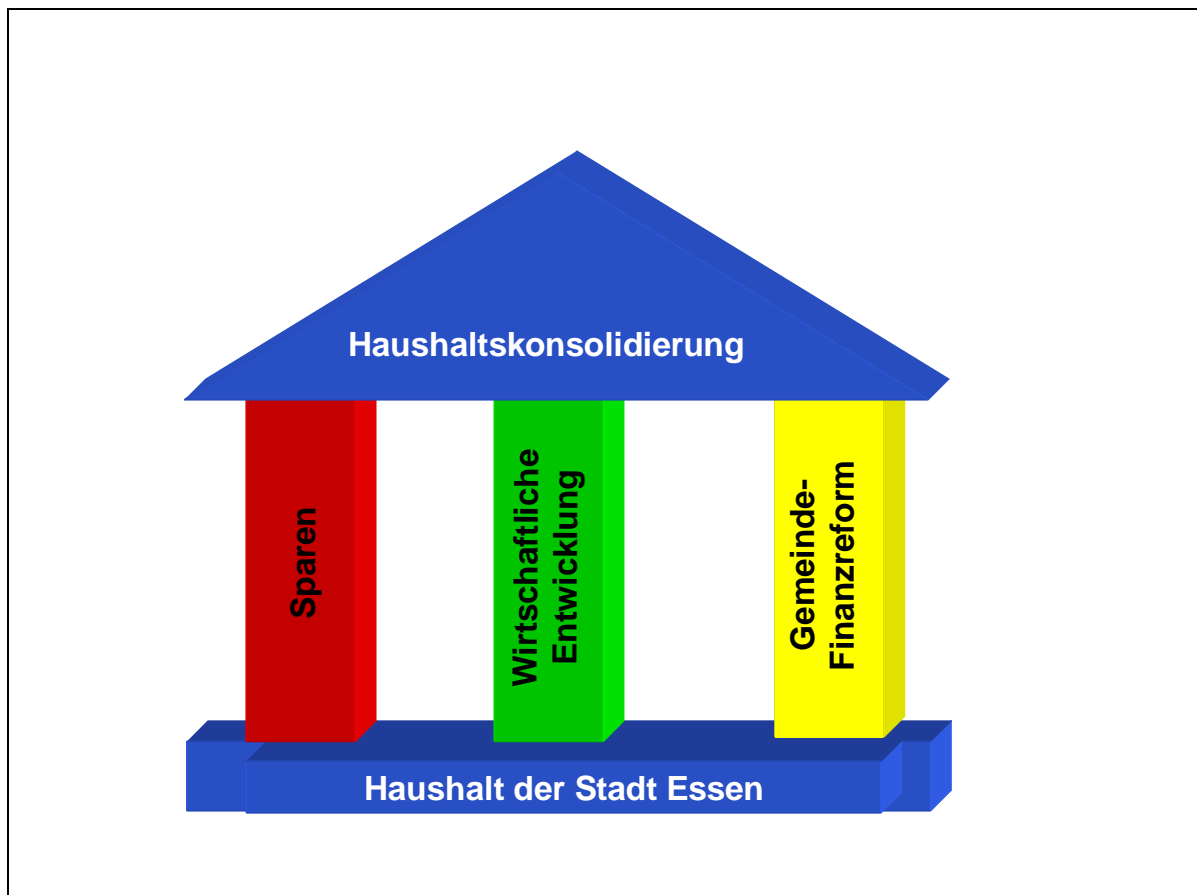 Haushaltskonsolidierung
Sparen
Wirtschaftliche
Entwicklung
Gemeinde-
Finanzreform
Haushalt der Stadt Essen